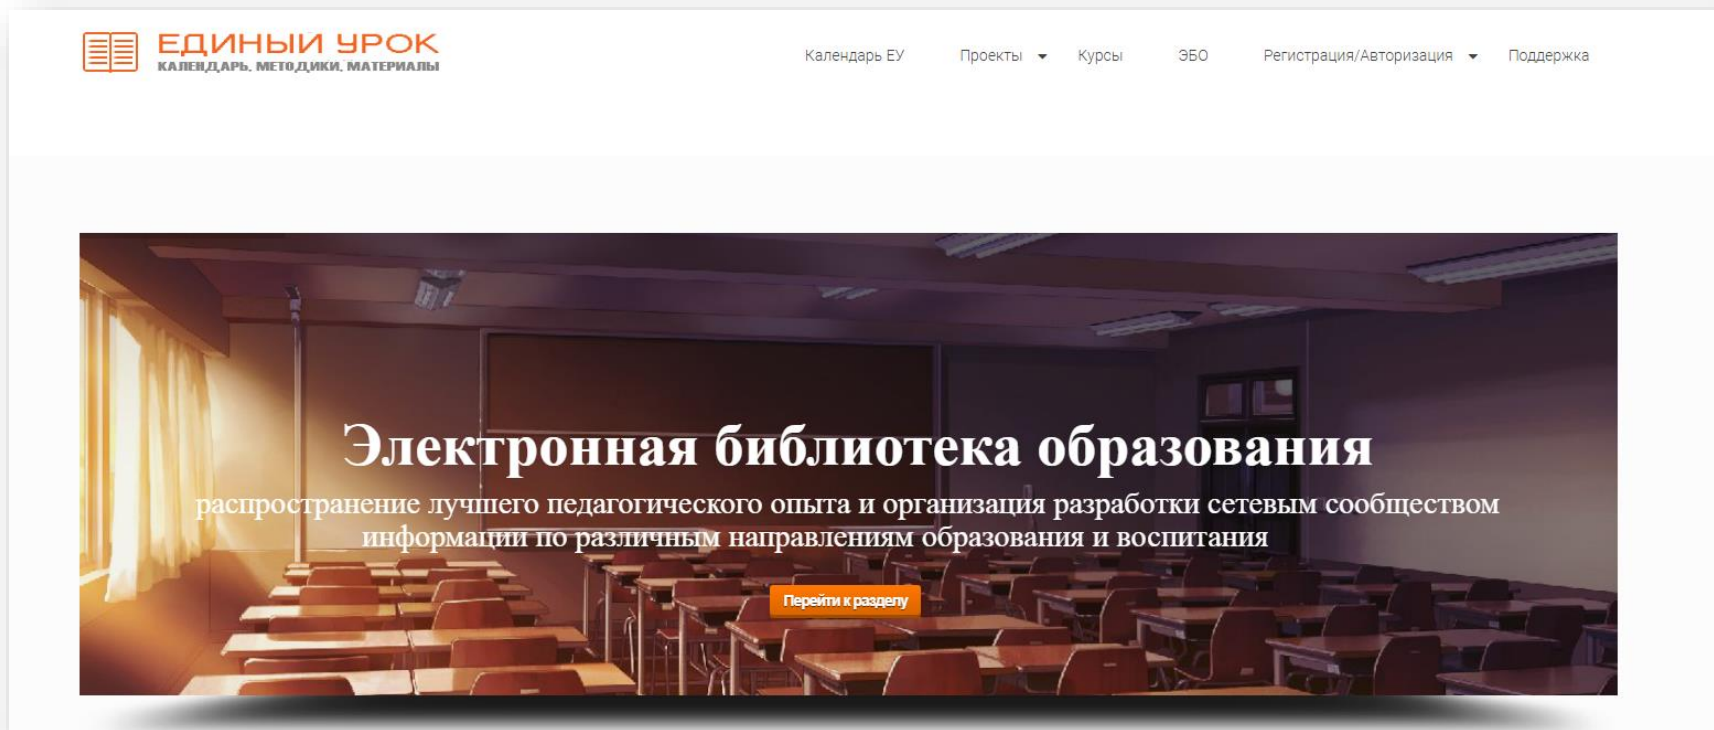 ЕДИНЫЙ УРОК
КАЛЕНДАРЬ, МЕТОДИКИ, МАТЕРИАЛЫ
Календарь ЕУ Проекты Курсы ЭБО Регистрация/Авторизация Поддержка
Электронная библиотека образования
распространение лучшего педагогического опыта и организация разработки сетевым сообществом
информации по различным направлениям образования и воспитания
Перейти к разделу